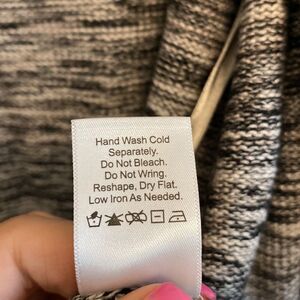 Hand Wash Cold
Separately.
Do Not Bleach.
Do Not Wring.
Reshape, Dry Flat.
Low Iron As Needed.